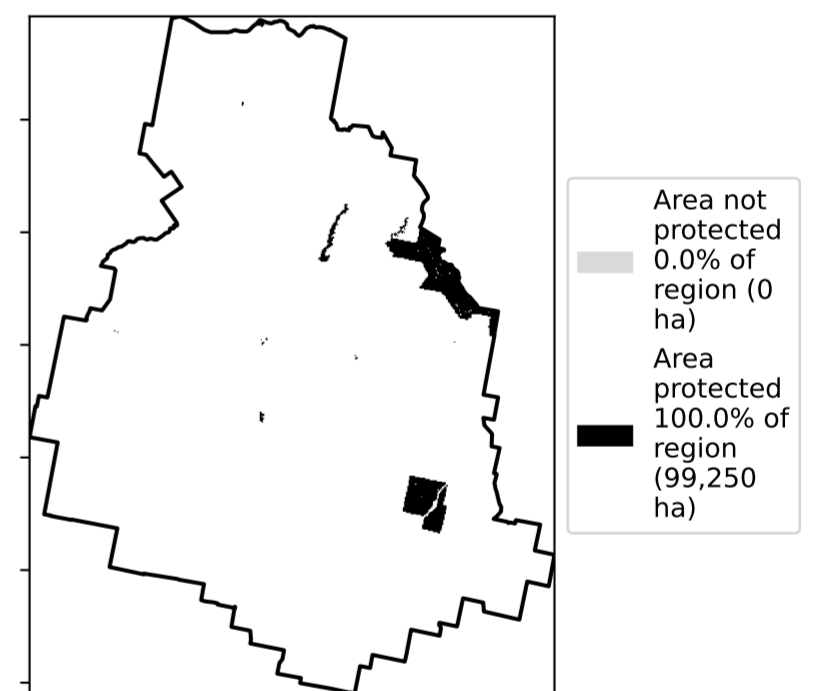 Area not
protected
0.0% of
region (0
ha)
Area
protected
100.0% of
region
(99,250
ha)